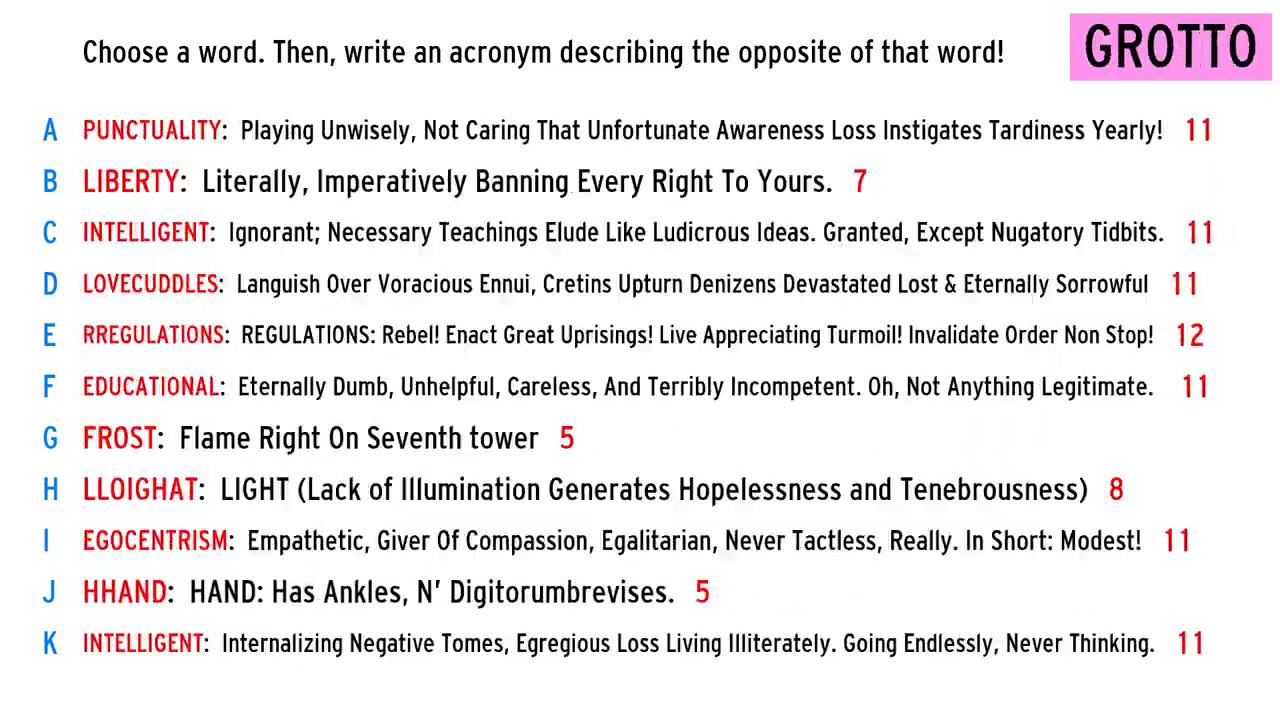 Choose a word. Then, write an acronym describing the opposite of that word!
GROTTO
A PUNCTUALITY: Playing Unwisely, Not Caring That Unfortunate Awareness Loss Instigates Tardiness Yearly! 11
B LIBERTY: Literally, Imperatively Banning Every Right To Yours. 7
C INTELLIGENT: Ignorant; Necessary Teachings Elude Like Ludicrous Ideas. Granted, Except Nugatory Tidbits. 11
D LOVECUDDLES: Languish Over Voracious Ennui, Cretins Upturn Denizens Devastated Lost & Eternally Sorrowful 11
E RREGULATIONS: REGULATIONS: Rebel! Enact Great Uprisings! Live Appreciating Turmoil! Invalidate Order Non Stop! 12
F EDUCATIONAL: Eternally Dumb, Unhelpful, Careless, And Terribly Incompetent. Oh, Not Anything Legitimate. 11
G FROST: Flame Right On Seventh tower 5
H LLOIGHAT: LIGHT (Lack of Illumination Generates Hopelessness and Tenebrousness) 8
I EGOCENTRISM: Empathetic, Giver Of Compassion, Egalitarian, Never Tactless, Really. In Short: Modest! 11
J HHAND: HAND: Has Ankles, N' Digitorumbrevises. 5
K INTELLIGENT: Internalizing Negative Tomes, Egregious Loss Living Illiterately. Going Endlessly, Never Thinking. 11